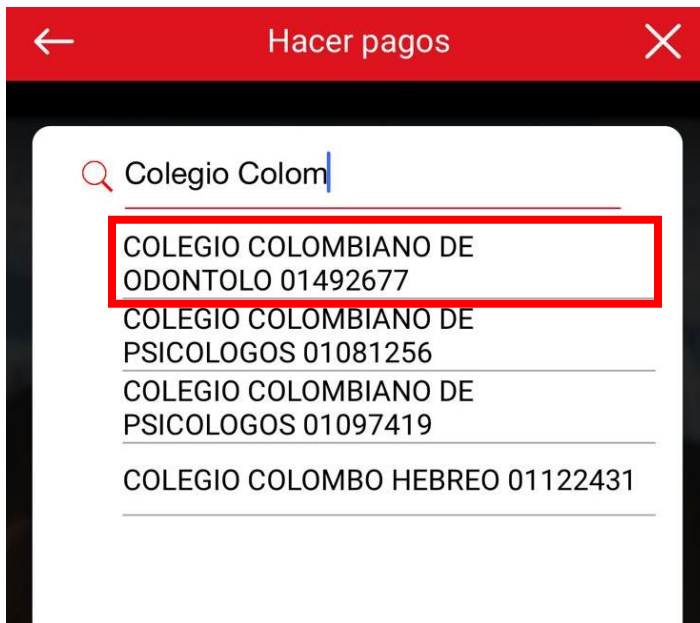 Hacer pagos
Colegio Colom
COLEGIO COLOMBIANO DE
ODONTOLO 01492677
COLEGIO COLOMBIANO DE
PSICOLOGOS 01081256
COLEGIO COLOMBIANO DE
PSICOLOGOS 01097419
COLEGIO COLOMBO HEBREO 01122431